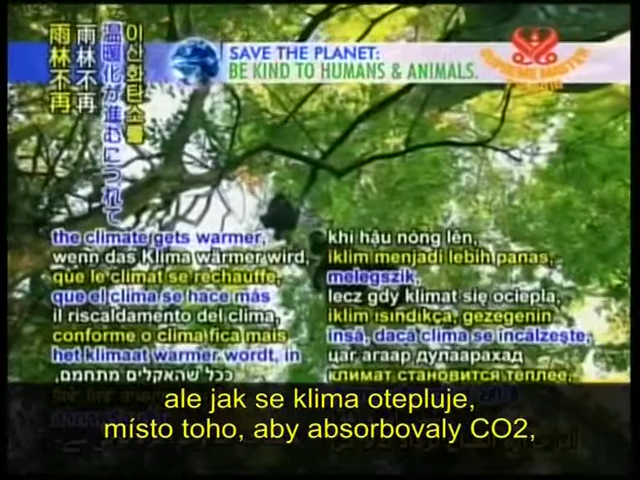 雨林不再
雨林不再
温暖化が進むにつれて
이산화탄소를
SAVE THE PLANET:
BE KIND TO HUMANS & ANIMALS.
SUPREME MASTER
the climate gets warmer,
wenn das Klima wärmer wird,
que le climat se réchauffe,
que el clima se hace más
il riscaldamento del clima,
conforme o clima fica mais
het klimaat warmer wordt, in
ככל שהאקלים מתחמם,
khi hậu nóng lên,
iklim menjadi lebih panas,
melegszik,
lecz gdy klimat się ociepla,
iklim ısındıkça, gezegenin
însă, dacă clima se încălzeşte,
цаг агаар дулаарахад
климат становится теплее,
ale jak se klima otepluje,
místo toho, aby absorbovaly CO2,